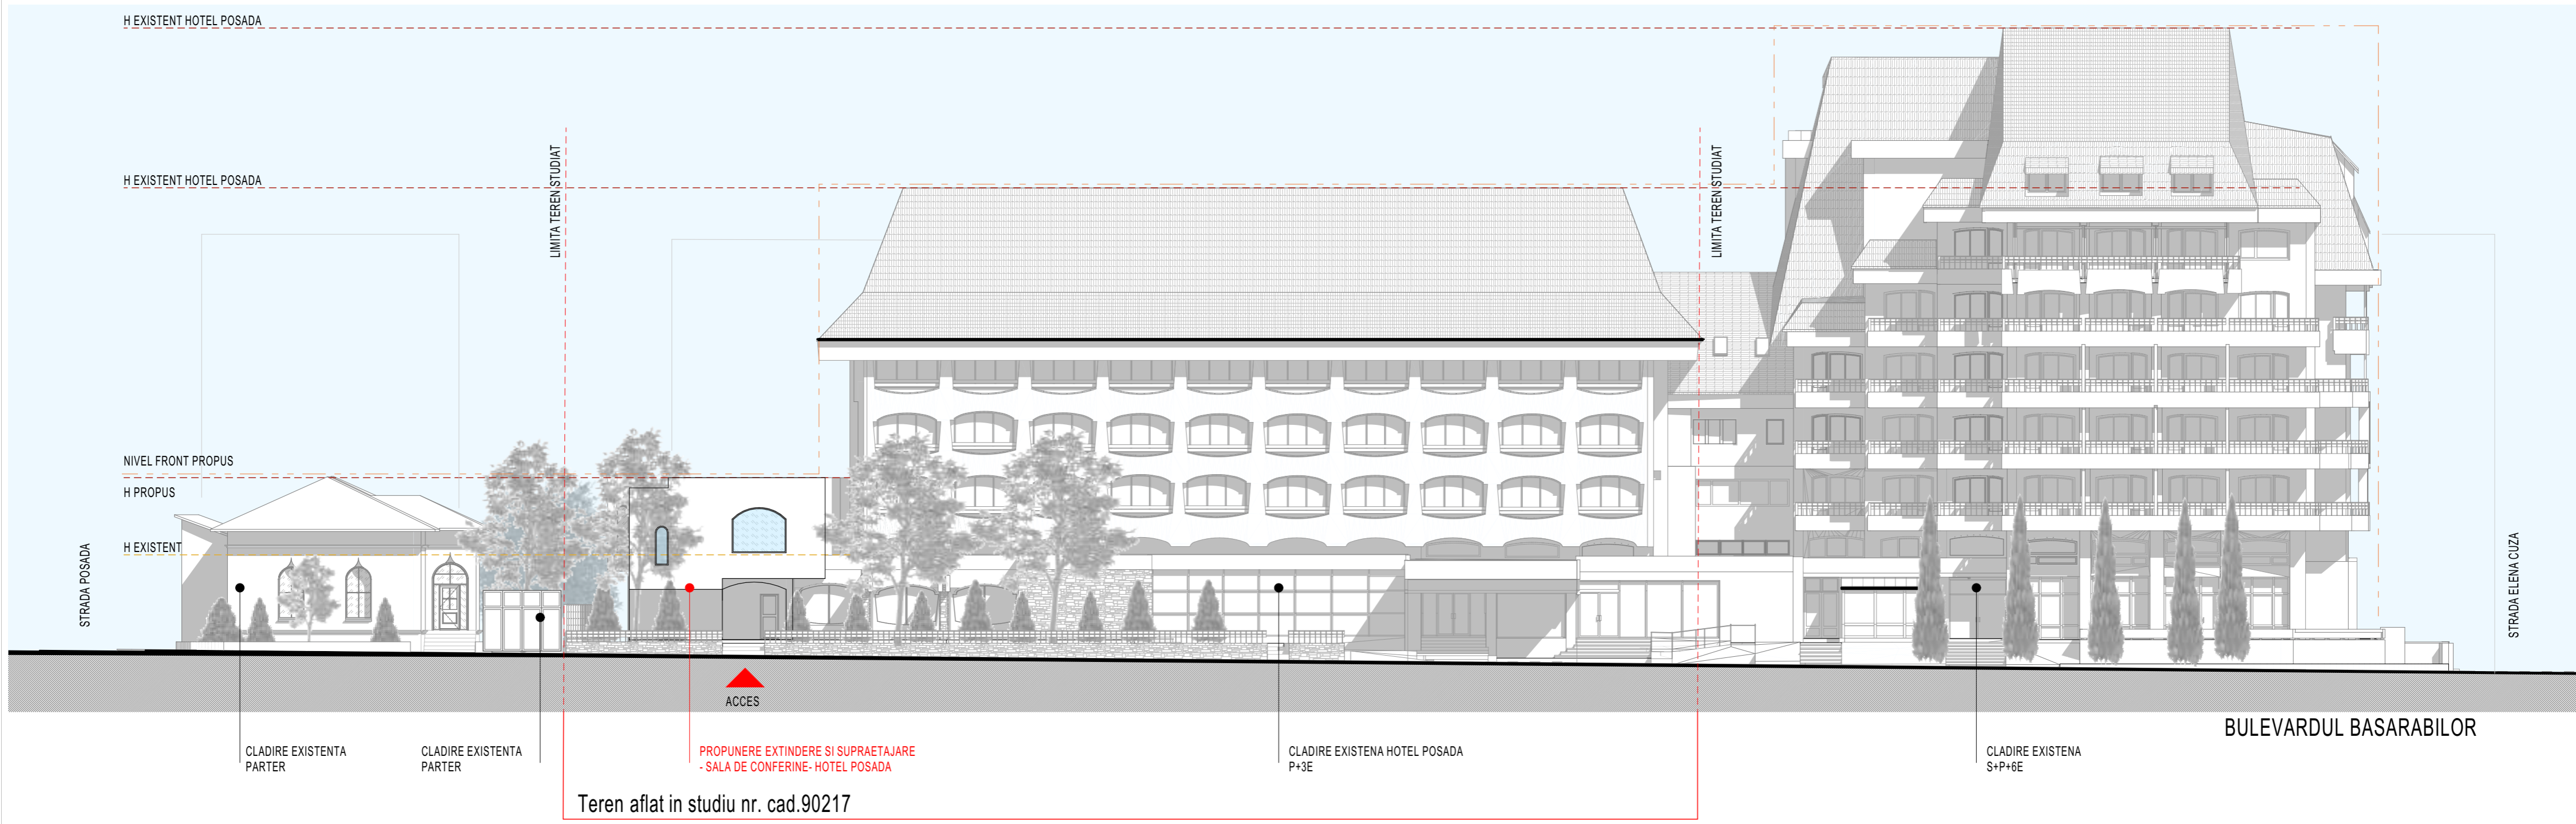 H EXISTENT HOTEL POSADA
LIMITA TEREN STUDIAT
LIMITA TEREN STUDIAT
H EXISTENT HOTEL POSADA
NIVEL FRONT PROPUS
H PROPUS
H EXISTENT
STRADA POSADA
STRADA ELENA CUZA
ACCES
BULEVARDUL BASARABILOR
CLADIRE EXISTENTA
PARTER
CLADIRE EXISTENTA
PARTER
PROPUNERE EXTINDERE SI SUPRAETAJARE
- SALA DE CONFERINE- HOTEL POSADA
CLADIRE EXISTENA HOTEL POSADA
P+3E
CLADIRE EXISTENA
S+P+6E
Teren aflat in studiu nr. cad.90217